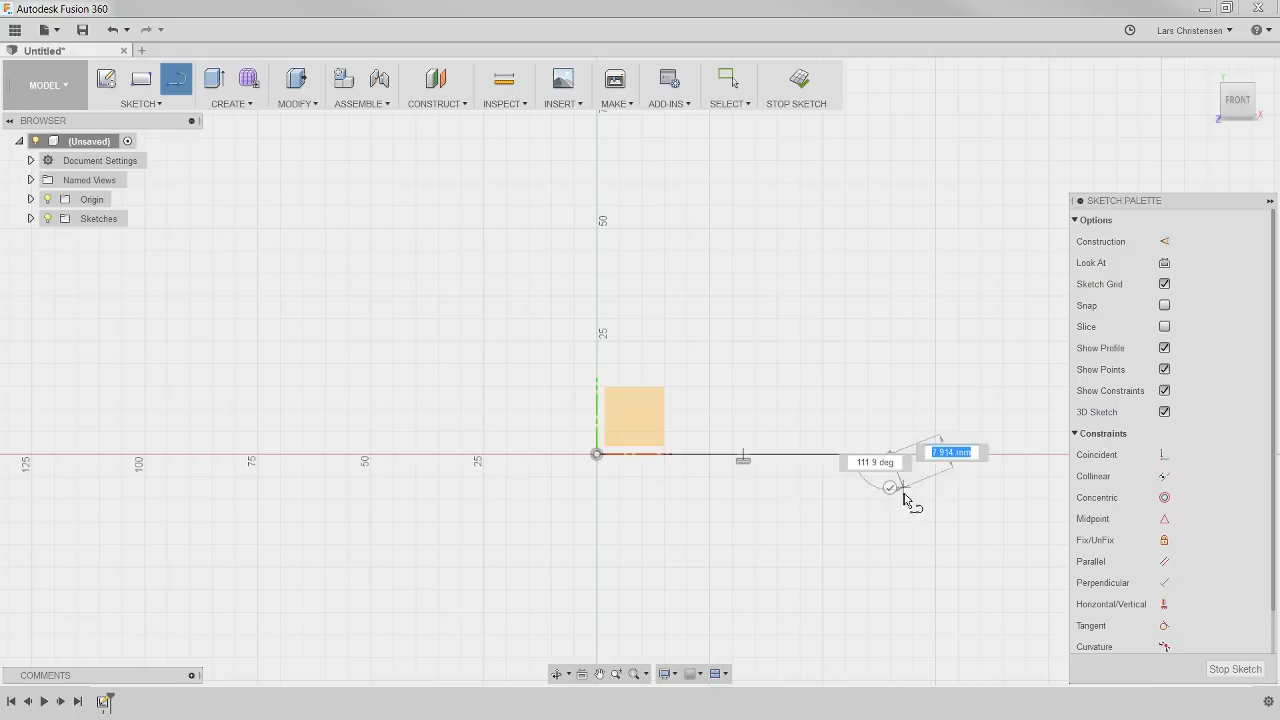 Autodesk Fusion 360
Lars Christensen
Untitled*
MODEL
SKETCH
CREATE
MODIFY
ASSEMBLE
CONSTRUCT
INSPECT
INSERT
MAKE
ADD-INS
SELECT
STOP SKETCH
FRONT
Y
X
Z
BROWSER
(Unsaved)
Document Settings
Named Views
Origin
Sketches
50
25
125
100
75
50
25
111.9 deg
7.914 mm
SKETCH PALETTE
Options
Construction
Look At
Sketch Grid
Snap
Slice
Show Profile
Show Points
Show Constraints
3D Sketch
Constraints
Coincident
Collinear
Concentric
Midpoint
Fix/UnFix
Parallel
Perpendicular
Horizontal/Vertical
Tangent
Curvature
Stop Sketch
COMMENTS